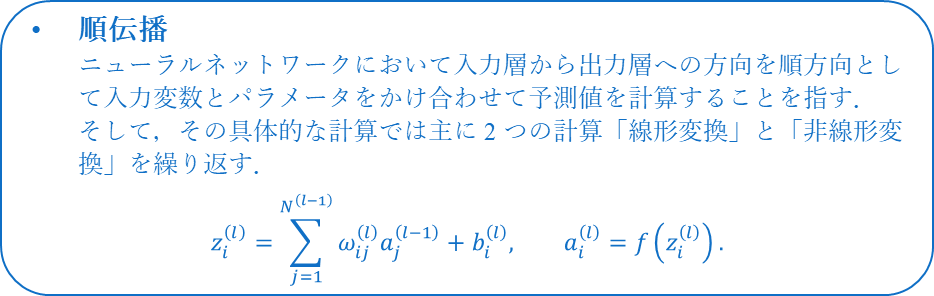 • 順伝播
ニューラルネットワークにおいて入力層から出力層への方向を順方向とし
て入力変数とパラメータをかけ合わせて予測値を計算することを指す．
そして，その具体的な計算では主に 2 つの計算「線形変換」と「非線形変
換」を繰り返す．
$z_i^{(l)} = \sum_{j=1}^{N^{(l-1)}} \omega_{ij}^{(l)} a_j^{(l-1)} + b_i^{(l)}, \quad a_i^{(l)} = f\left(z_i^{(l)}\right).$